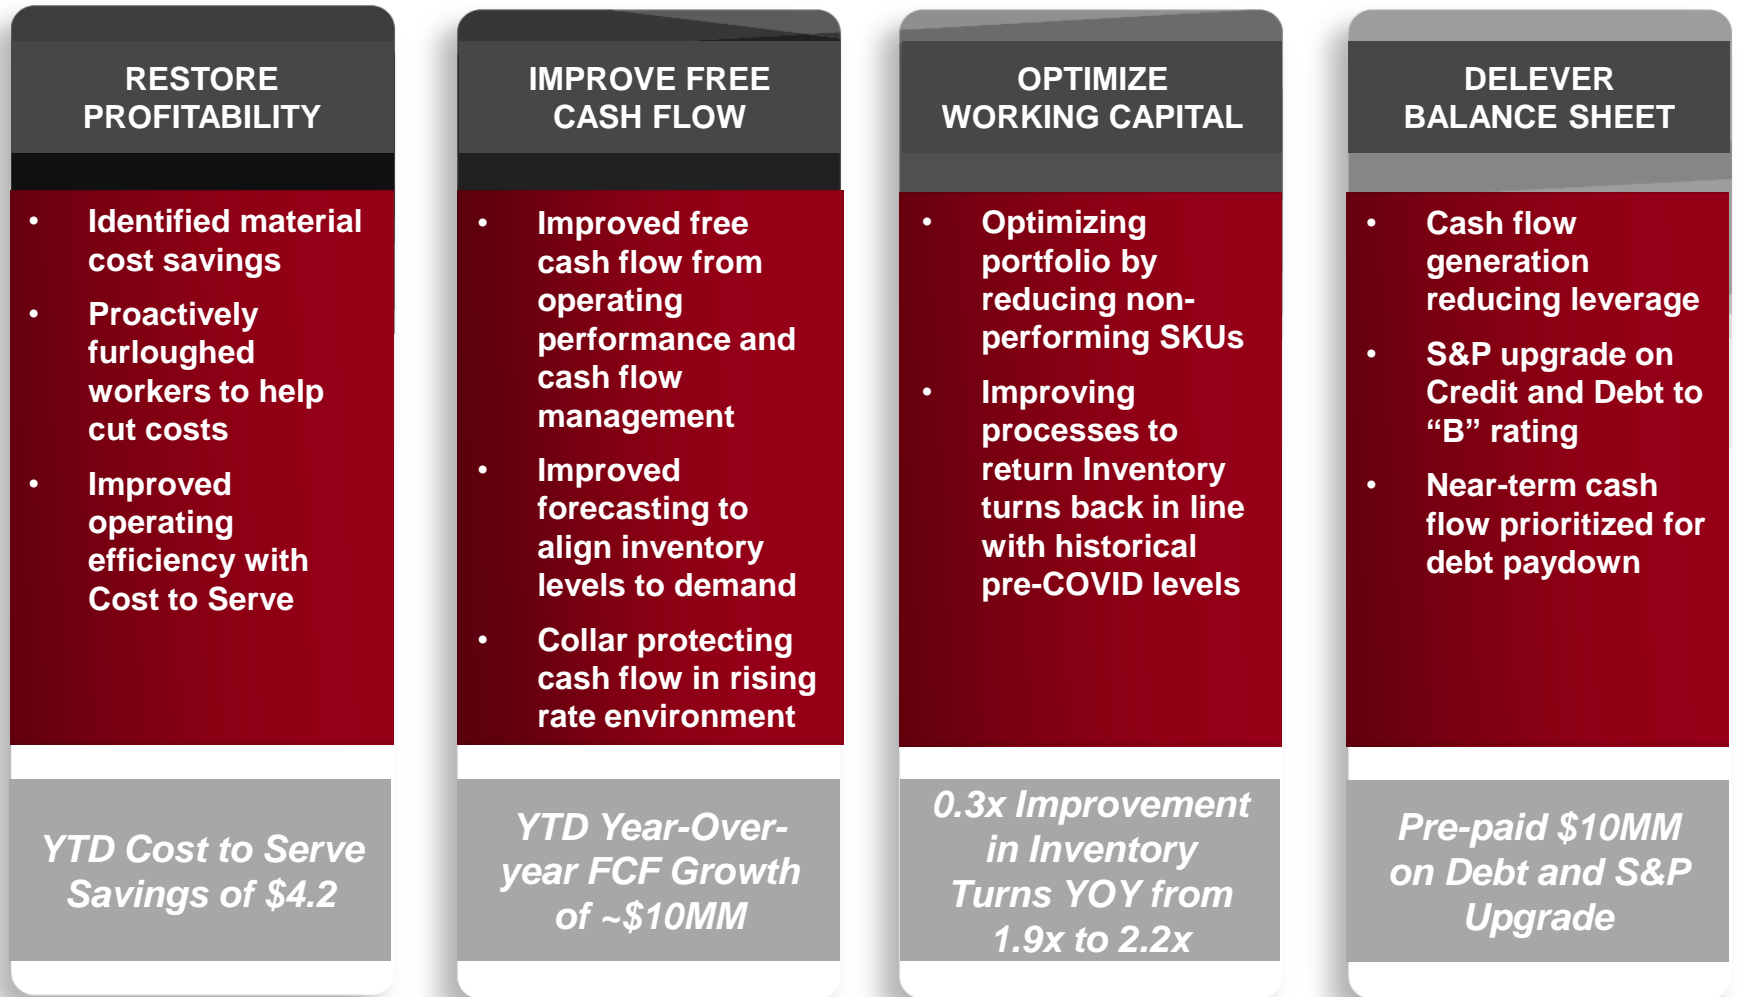 RESTORE
PROFITABILITY
• Identified material
cost savings
• Proactively
furloughed
workers to help
cut costs
• Improved
operating
efficiency with
Cost to Serve
YTD Cost to Serve
Savings of $4.2
IMPROVE FREE
CASH FLOW
• Improved free
cash flow from
operating
performance and
cash flow
management
• Improved
forecasting to
align inventory
levels to demand
• Collar protecting
cash flow in rising
rate environment
YTD Year-Over-
year FCF Growth
of ~$10MM
OPTIMIZE
WORKING CAPITAL
• Optimizing
portfolio by
reducing non-
performing SKUs
• Improving
processes to
return Inventory
turns back in line
with historical
pre-COVID levels
0.3x Improvement
in Inventory
Turns YOY from
1.9x to 2.2x
DELEVER
BALANCE SHEET
• Cash flow
generation
reducing leverage
• S&P upgrade on
Credit and Debt to
“B” rating
• Near-term cash
flow prioritized for
debt paydown
Pre-paid $10MM
on Debt and S&P
Upgrade